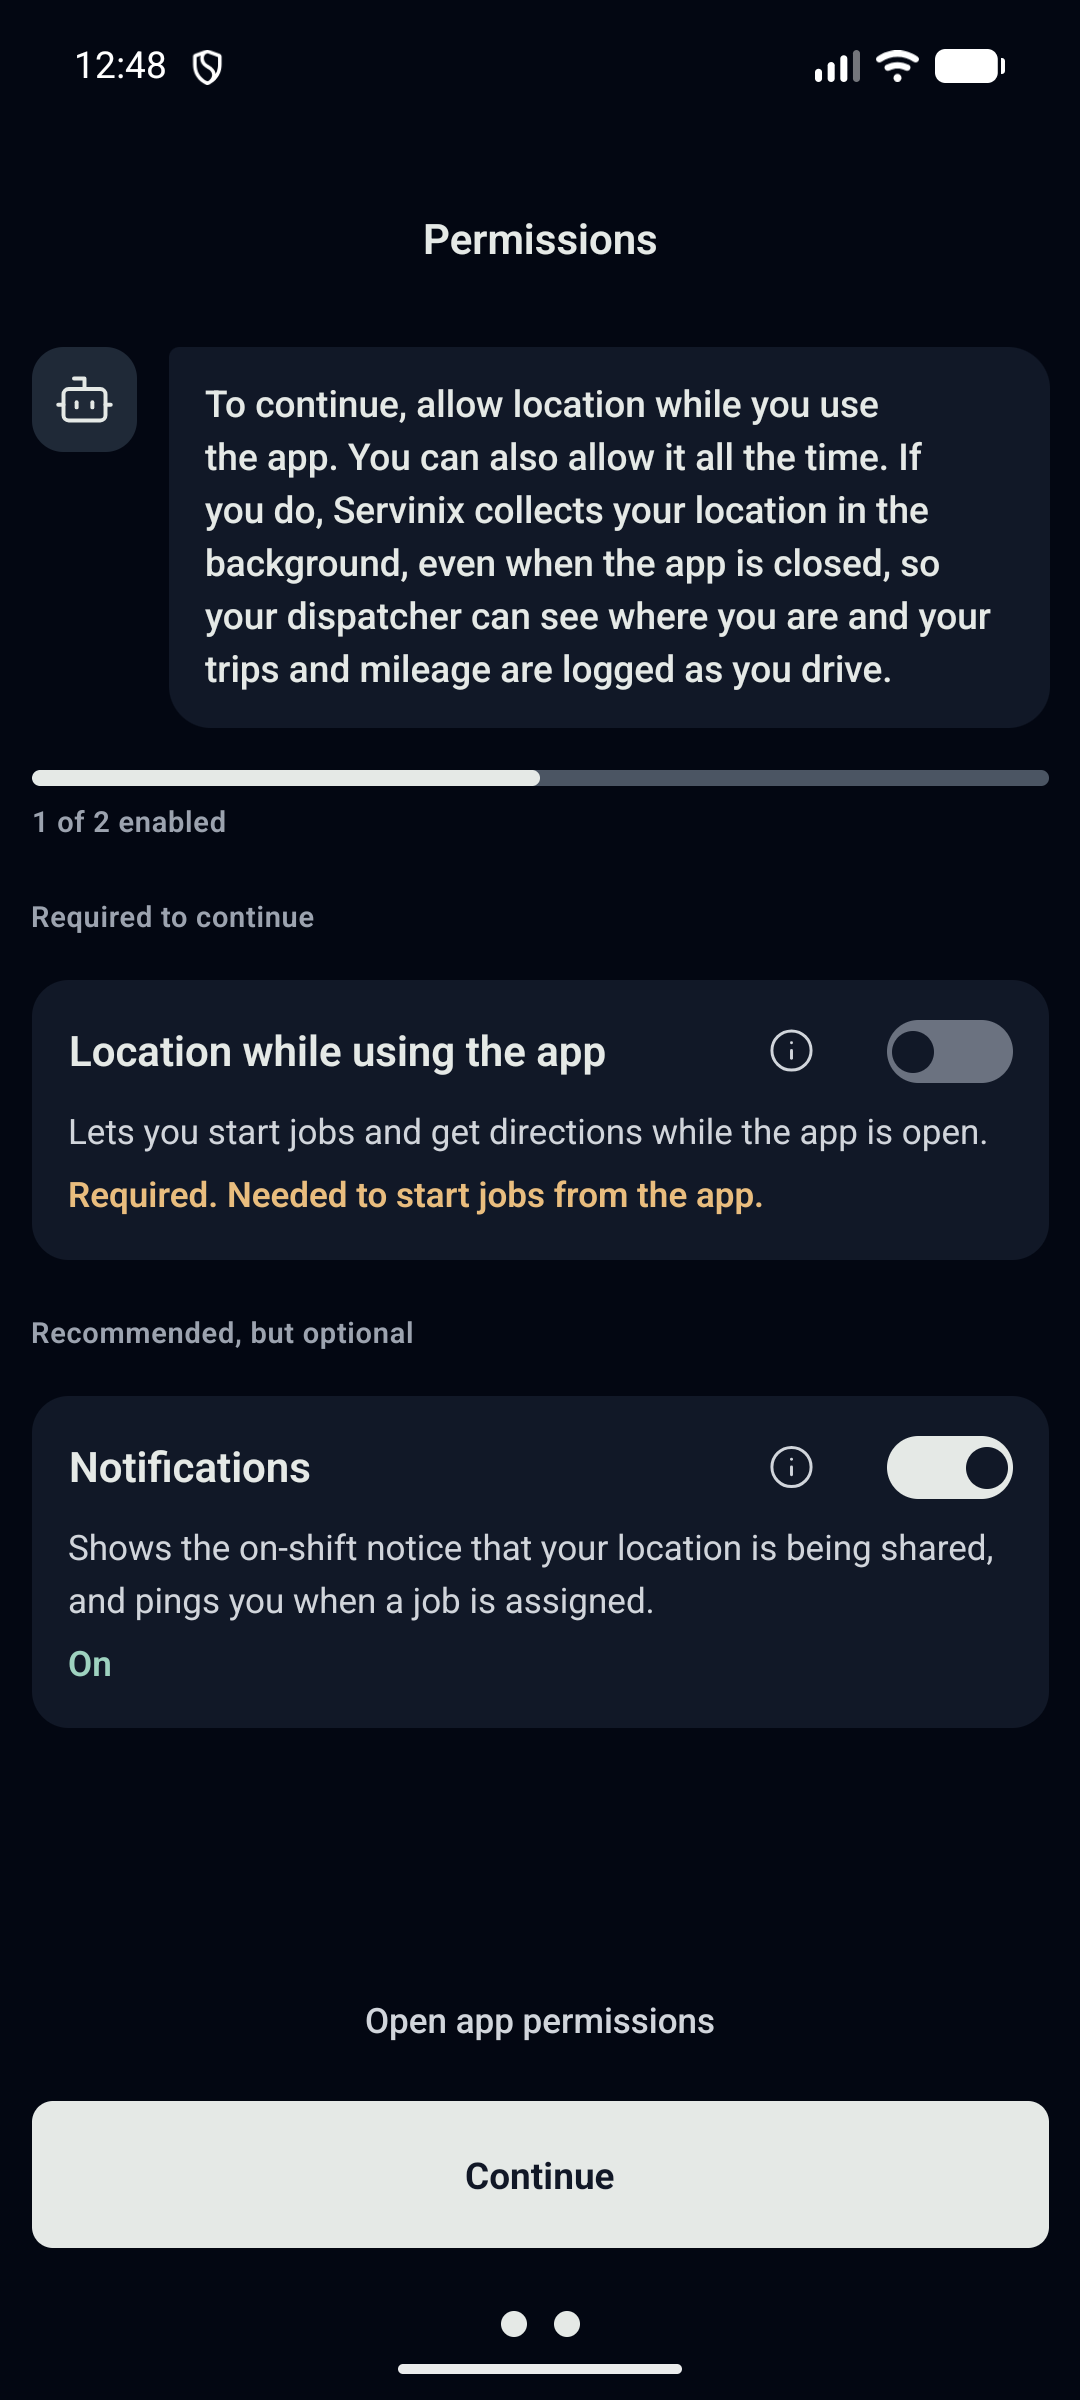 12:48
Permissions
To continue, allow location while you use
the app. You can also allow it all the time. If
you do, Servinix collects your location in the
background, even when the app is closed, so
your dispatcher can see where you are and your
trips and mileage are logged as you drive.
1 of 2 enabled
Required to continue
Location while using the app
Lets you start jobs and get directions while the app is open.
Required. Needed to start jobs from the app.
Recommended, but optional
Notifications
Shows the on-shift notice that your location is being shared,
and pings you when a job is assigned.
On
Open app permissions
Continue